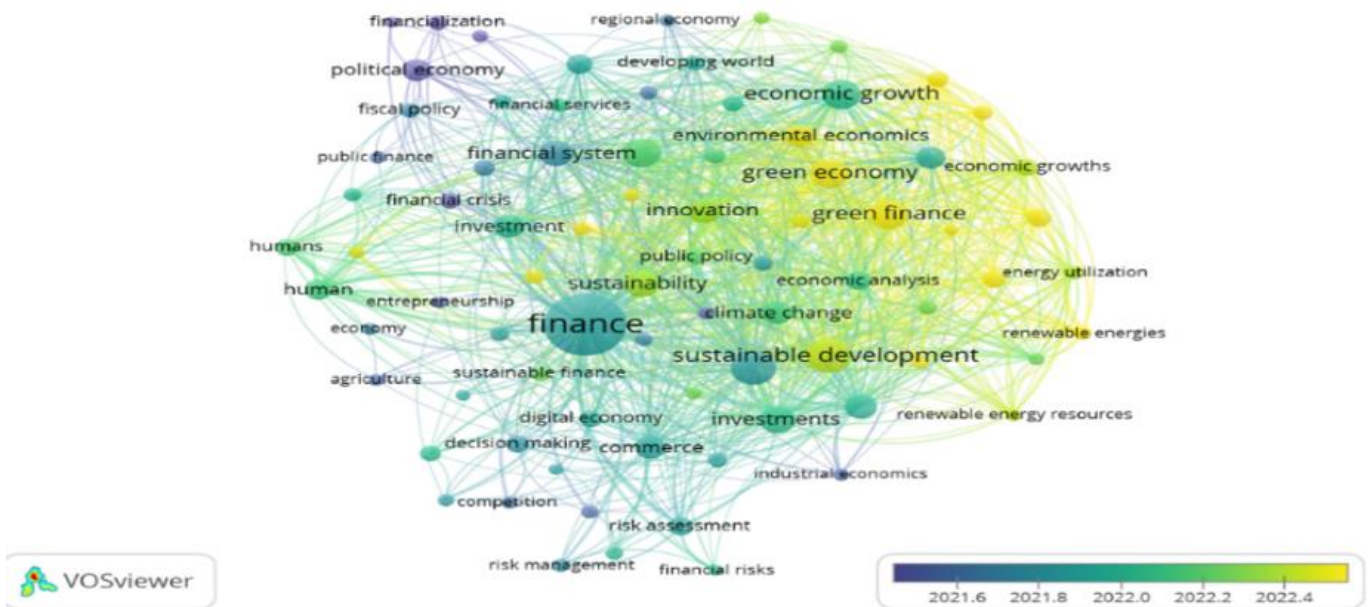 financialization
regional economy
political economy
developing world
economic growth
fiscal policy
financial services
environmental economics
public finance
financial system
economic growths
green economy
financial crisis
innovation
green finance
investment
humans
public policy
energy utilization
economic analysis
sustainability
human
entrepreneurship
climate change
economy
finance
renewable energies
sustainable development
agriculture
sustainable finance
digital economy
investments
renewable energy resources
decision making
commerce
industrial economics
competition
risk assessment
risk management
financial risks
VOSviewer
2021.6 2021.8 2022.0 2022.2 2022.4